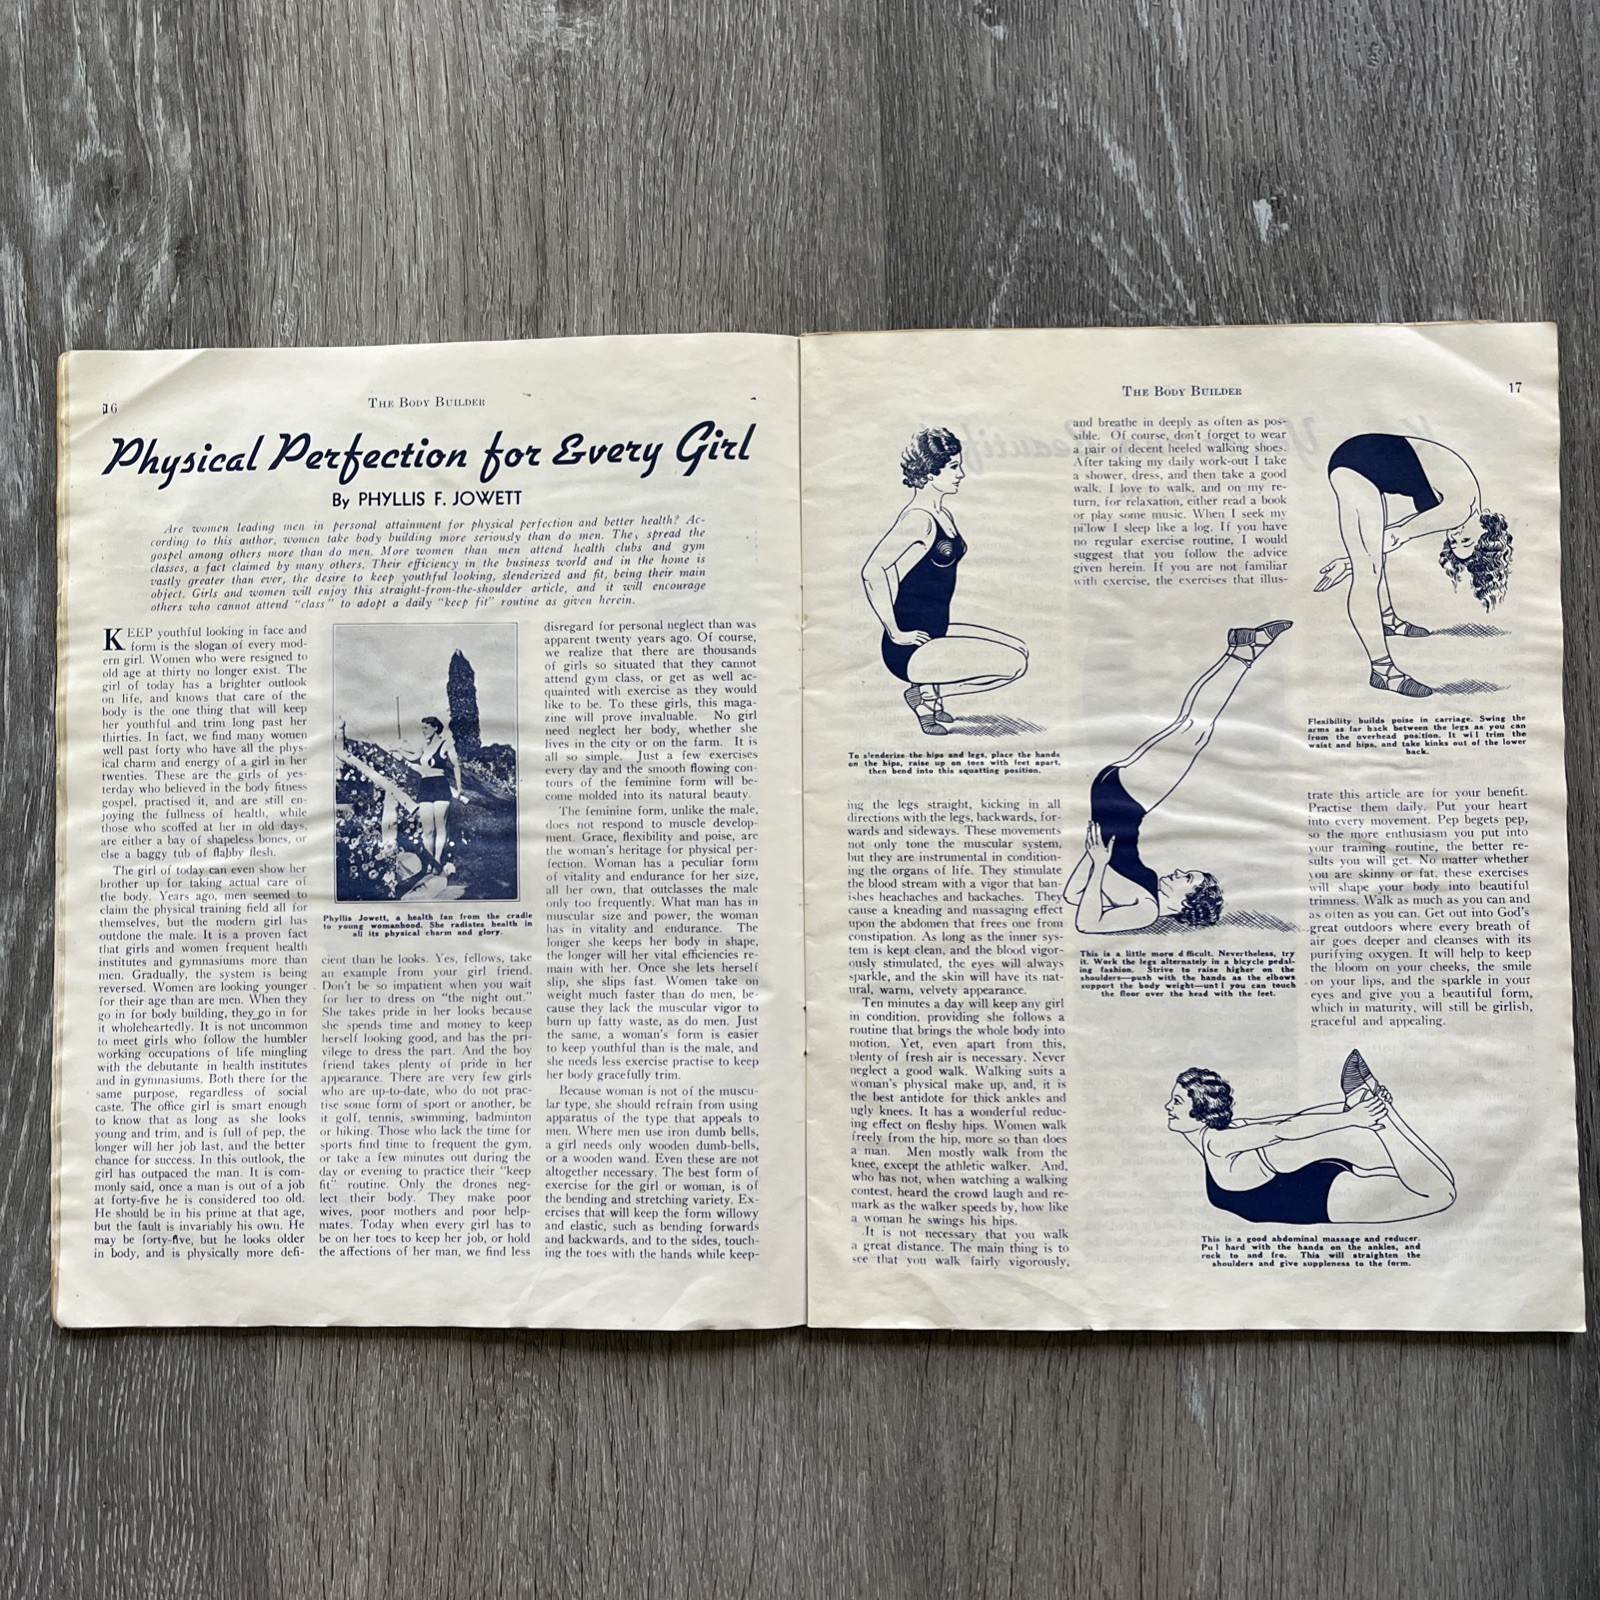 16
THE BODY BUILDER
Physical Perfection for Every Girl
By PHYLLIS F. JOWETT
Are women leading men in personal attainment for physical perfection and better health? Ac-
cording to this author, women take body building more seriously than do men. They spread the
gospel among others more than do men. More women than men attend health clubs and gym
classes, a fact claimed by many others. Their efficiency in the business world and in the home is
vastly greater than ever, the desire to keep youthful looking, slenderized and fit, being their main
object. Girls and women will enjoy this straight-from-the-shoulder article, and it will encourage
others who cannot attend "class" to adopt a daily "keep fit" routine as given herein.
KEEP youthful looking in face and
form is the slogan of every mod-
ern girl. Women who were resigned to
old age at thirty no longer exist. The
girl of today has a brighter outlook
on life, and knows that care of the
body is the one thing that will keep
her youthful and trim long past her
thirties. In fact, we find many women
well past forty who have all the phys-
ical charm and energy of a girl in her
twenties. These are the girls of yes-
terday who believed in the body fitness
gospel, practised it, and are still en-
joying the fullness of health, while
those who scoffed at her in old days,
are either a bay of shapeless bones, or
else a baggy tub of flabby flesh.
The girl of today can even show her
brother up for taking actual care of
the body. Years ago, men seemed to
claim the physical training field all for
themselves, but the modern girl has
outdone the male. It is a proven fact
that girls and women frequent health
institutes and gymnasiums more than
men. Gradually, the system is being
reversed. Women are looking younger
for their age than are men. When they
go in for body building, they go in for
it wholeheartedly. It is not uncommon
to meet girls who follow the humbler
working occupations of life mingling
with the debutante in health institutes
and in gymnasiums. Both there for the
same purpose, regardless of social
caste. The office girl is smart enough
to know that as long as she looks
young and trim, and is full of pep, the
longer will her job last, and the better
chance for success. In this outlook, the
girl has outpaced the man. It is com-
monly said, once a man is out of a job
at forty-five he is considered too old.
He should be in his prime at that age,
but the fault is invariably his own. He
may be forty-five, but he looks older
in body, and is physically more defi-
Phyllis Jowett, a health fan from the cradle
to young womanhood. She radiates health in
all its physical charm and glory.
cient than he looks. Yes, fellows, take
an example from your girl friend.
Don't be so impatient when you wait
for her to dress on "the night out."
She takes pride in her looks because
she spends time and money to keep
herself looking good, and has the pri-
vilege to dress the part. And the boy
friend takes plenty of pride in her
appearance. There are very few girls
who are up-to-date, who do not prac-
tise some form of sport or another, be
it golf, tennis, swimming, badminton
or hiking. Those who lack the time for
sports find time to frequent the gym,
or take a few minutes out during the
day or evening to practice their "keep
fit" routine. Only the drones neg-
lect their body. They make poor
wives, poor mothers and poor help-
mates. Today when every girl has to
be on her toes to keep her job, or hold
the affections of her man, we find less
disregard for personal neglect than was
apparent twenty years ago. Of course,
we realize that there are thousands
of girls so situated that they cannot
attend gym class, or get as well ac-
quainted with exercise as they would
like to be. To these girls, this maga-
zine will prove invaluable. No girl
need neglect her body, whether she
lives in the city or on the farm. It is
all so simple. Just a few exercises
every day and the smooth flowing con-
tours of the feminine form will be-
come molded into its natural beauty.
The feminine form, unlike the male,
does not respond to muscle develop-
ment. Grace, flexibility and poise, are
the woman's heritage for physical per-
fection. Woman has a peculiar form
of vitality and endurance for her size,
all her own, that outclasses the male
only too frequently. What man has in
muscular size and power, the woman
has in vitality and endurance. The
longer she keeps her body in shape,
the longer will her vital efficiencies re-
main with her. Once she lets herself
slip, she slips fast. Women take on
weight much faster than do men, be-
cause they lack the muscular vigor to
burn up fatty waste, as do men. Just
the same, a woman's form is easier
to keep youthful than is the male, and
she needs less exercise practise to keep
her body gracefully trim.
Because woman is not of the muscu-
lar type, she should refrain from using
apparatus of the type that appeals to
men. Where men use iron dumb bells,
a girl needs only wooden dumb-bells,
or a wooden wand. Even these are not
altogether necessary. The best form of
exercise for the girl or woman, is of
the bending and stretching variety. Ex-
ercises that will keep the form willowy
and elastic, such as bending forwards
and backwards, and to the sides, touch-
ing the toes with the hands while keep-
THE BODY BUILDER
17
To slenderize the hips and legs, place the hands
on the hips, raise up on toes with feet apart,
then bend into this squatting position.
ing the legs straight, kicking in all
directions with the legs, backwards, for-
wards and sideways. These movements
not only tone the muscular system,
but they are instrumental in condition-
ing the organs of life. They stimulate
the blood stream with a vigor that ban-
ishes heachaches and backaches. They
cause a kneading and massaging effect
upon the abdomen that frees one from
constipation. As long as the inner sys-
tem is kept clean, and the blood vigor-
ously stimulated, the eyes will always
sparkle, and the skin will have its nat-
ural, warm, velvety appearance.
Ten minutes a day will keep any girl
in condition, providing she follows a
routine that brings the whole body into
motion. Yet, even apart from this,
plenty of fresh air is necessary. Never
neglect a good walk. Walking suits a
woman's physical make up, and, it is
the best antidote for thick ankles and
ugly knees. It has a wonderful reduc-
ing effect on fleshy hips. Women walk
freely from the hip, more so than does
a man. Men mostly walk from the
knee, except the athletic walker. And,
who has not, when watching a walking
contest, heard the crowd laugh and re-
mark as the walker speeds by, how like
a woman he swings his hips.
It is not necessary that you walk
a great distance. The main thing is to
see that you walk fairly vigorously,
and breathe in deeply as often as pos-
sible. Of course, don't forget to wear
a pair of decent heeled walking shoes.
After taking my daily work-out I take
a shower, dress, and then take a good
walk. I love to walk, and on my re-
turn, for relaxation, either read a book
or play some music. When I seek my
pillow I sleep like a log. If you have
no regular exercise routine, I would
suggest that you follow the advice
given herein. If you are not familiar
with exercise, the exercises that illus-
This is a little more difficult. Nevertheless, try
it. Work the legs alternately in a bicycle pedal-
ing fashion. Strive to raise higher on the
shoulders—push with the hands as the elbows
support the body weight—until you can touch
the floor over the head with the feet.
Flexibility builds poise in carriage. Swing the
arms as far back between the legs as you can
from the overhead position. It will trim the
waist and hips, and take kinks out of the lower
back.
trate this article are for your benefit.
Practise them daily. Put your heart
into every movement. Pep begets pep,
so the more enthusiasm you put into
your training routine, the better re-
sults you will get. No matter whether
you are skinny or fat, these exercises
will shape your body into beautiful
trimness. Walk as much as you can and
as often as you can. Get out into God's
great outdoors where every breath of
air goes deeper and cleanses with its
purifying oxygen. It will help to keep
the bloom on your cheeks, the smile
on your lips, and the sparkle in your
eyes and give you a beautiful form,
which in maturity, will still be girlish,
graceful and appealing.
This is a good abdominal massage and reducer.
Pull hard with the hands on the ankles, and
rock to and fro. This will straighten the
shoulders and give suppleness to the form.